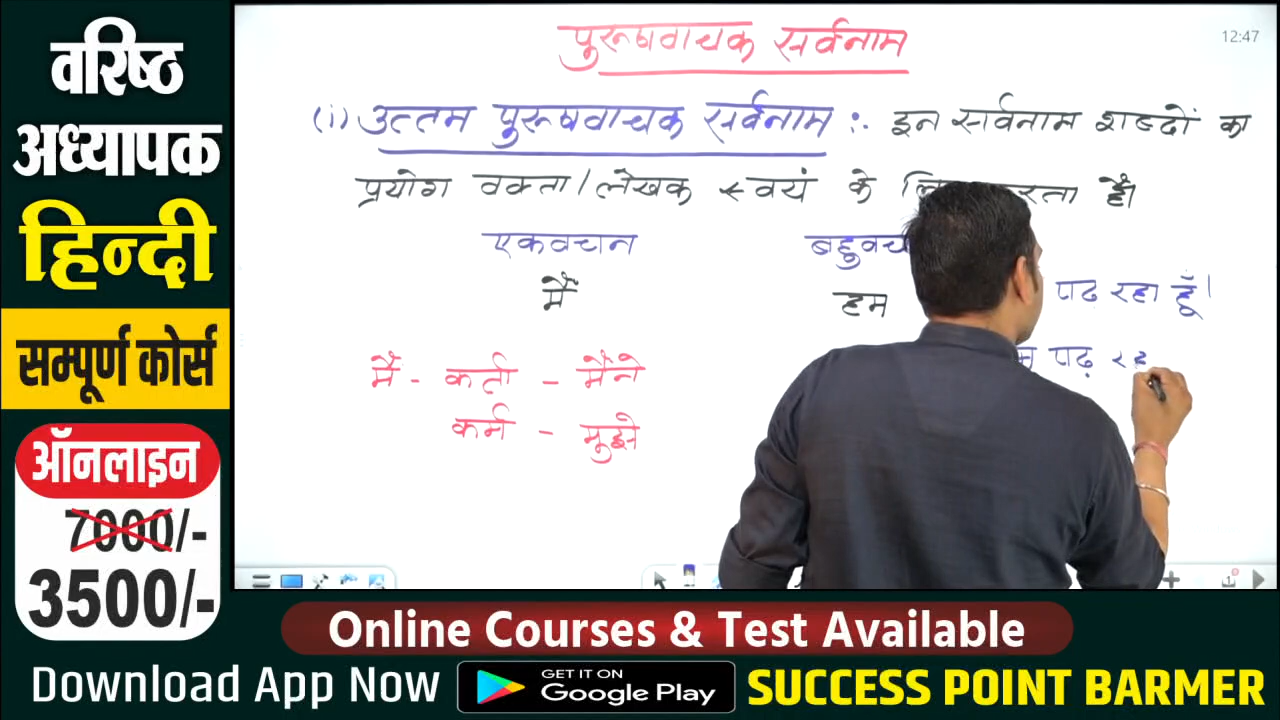 वरिष्ठ
अध्यापक
हिन्दी
सम्पूर्ण कोर्स
ऑनलाइन
7000/-
3500/-
12:47
पुरूषवाचक सर्वनाम
(i) उत्तम पुरूषवाचक सर्वनाम :- इन सर्वनाम शब्दों का
प्रयोग वक्ता/लेखक स्वयं के है।
एकवचन
मैं हम पढ रहा हूँ।
मैं - कर्ता - मैंने पढ़
कर्म - मुझे
Online Courses & Test Available
Download App Now GET IT ON Google Play SUCCESS POINT BARMER